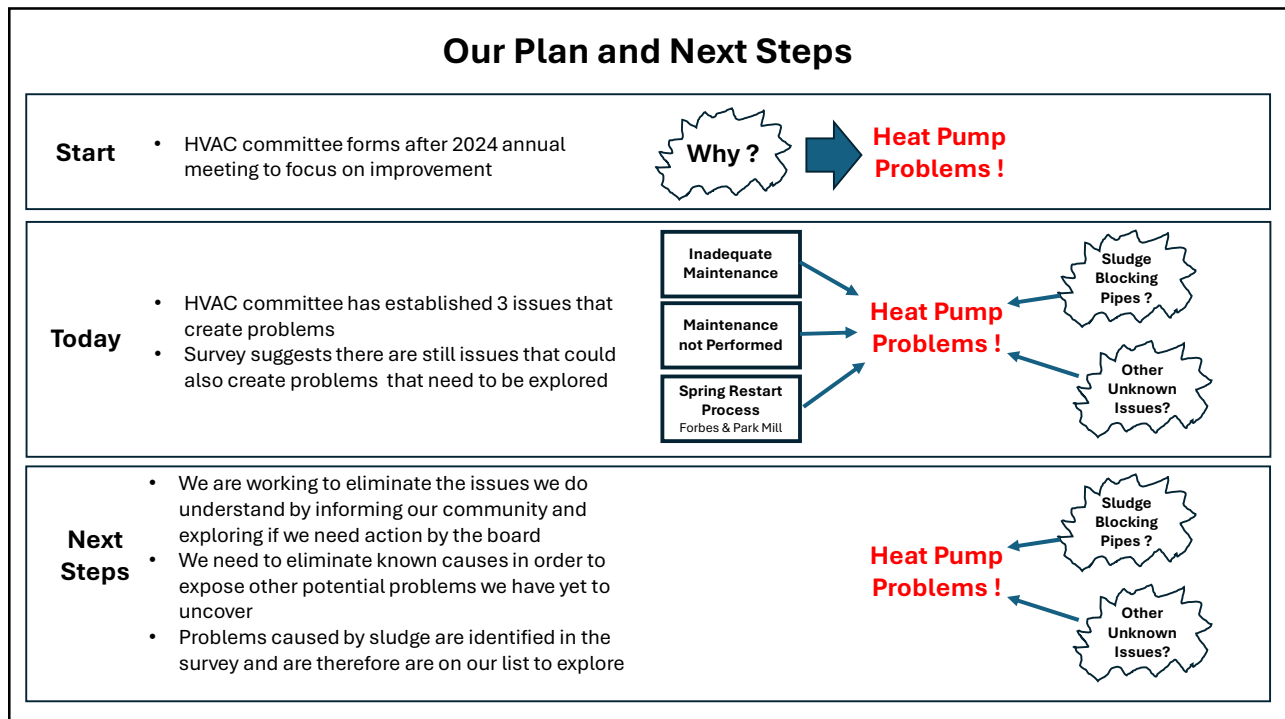 Our Plan and Next Steps
Start
• HVAC committee forms after 2024 annual
meeting to focus on improvement
Why ?
Heat Pump
Problems !
Today
• HVAC committee has established 3 issues that
create problems
• Survey suggests there are still issues that could
also create problems that need to be explored
Inadequate
Maintenance
Maintenance
not Performed
Spring Restart
Process
Forbes & Park Mill
Heat Pump
Problems !
Sludge
Blocking
Pipes ?
Other
Unknown
Issues?
Next
Steps
• We are working to eliminate the issues we do
understand by informing our community and
exploring if we need action by the board
• We need to eliminate known causes in order to
expose other potential problems we have yet to
uncover
• Problems caused by sludge are identified in the
survey and are therefore are on our list to explore
Heat Pump
Problems !
Sludge
Blocking
Pipes ?
Other
Unknown
Issues?